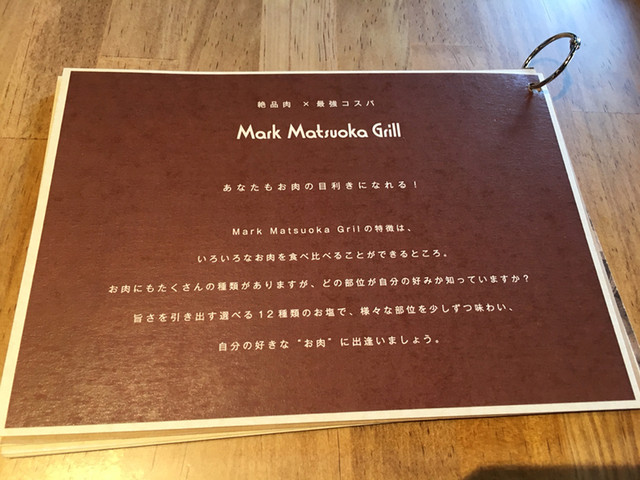 絶品肉 × 最強コスパ
Mark Matsuoka Grill
あなたもお肉の目利きになれる！
Mark Matsuoka Grilの特徴は、
いろいろなお肉を食べ比べることができるところ。
お肉にもたくさんの種類がありますが、どの部位が自分の好みか知っていますか？
旨さを引き出す選べる12種類のお塩で、様々な部位を少しずつ味わい、
自分の好きな“お肉”に出逢いましょう。